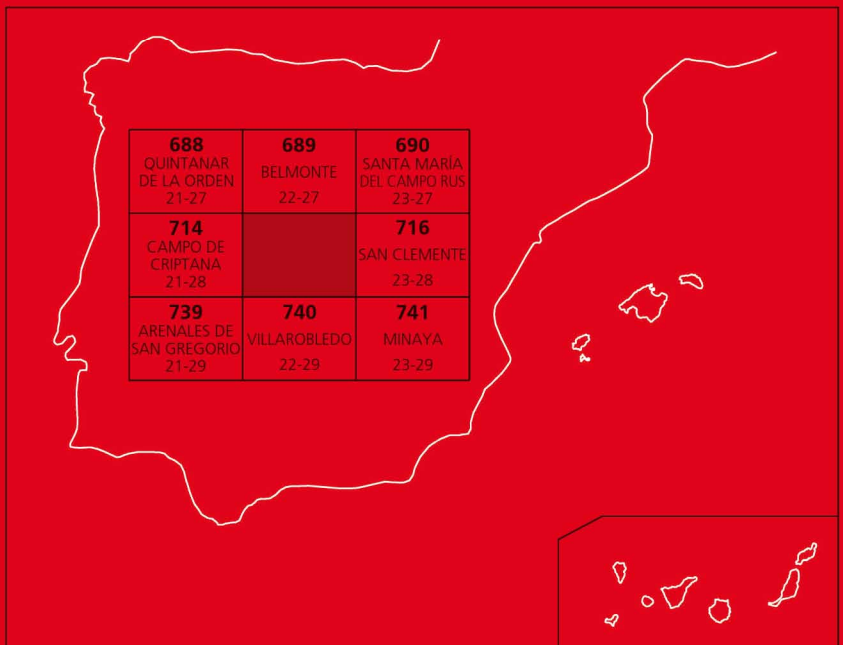 688
QUINTANAR
DE LA ORDEN
21-27
689
BELMONTE
22-27
690
SANTA MARÍA
DEL CAMPO RUS
23-27
714
CAMPO DE
CRIPTANA
21-28
716
SAN CLEMENTE
23-28
739
ARENALES DE
SAN GREGORIO
21-29
740
VILLAROBLEDO
22-29
741
MINAYA
23-29